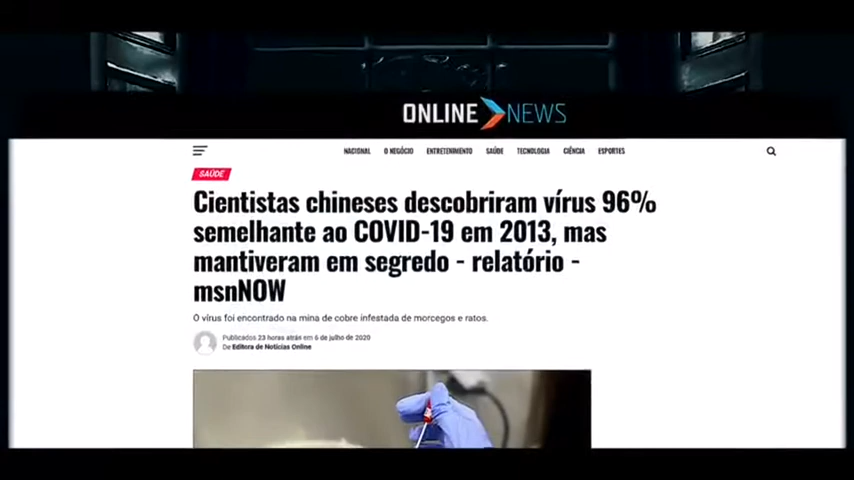 ONLINE NEWS
NACIONAL O NEGÓCIO ENTRETENIMENTO SAÚDE TECNOLOGIA CIÊNCIA ESPORTES
SAÚDE
Cientistas chineses descobriram vírus 96%
semelhante ao COVID-19 em 2013, mas
mantiveram em segredo - relatório -
msnNOW
O vírus foi encontrado na mina de cobre infestada de morcegos e ratos.
Publicados 23 horas atrás em 6 de julho de 2020
De Editora de Notícias Online